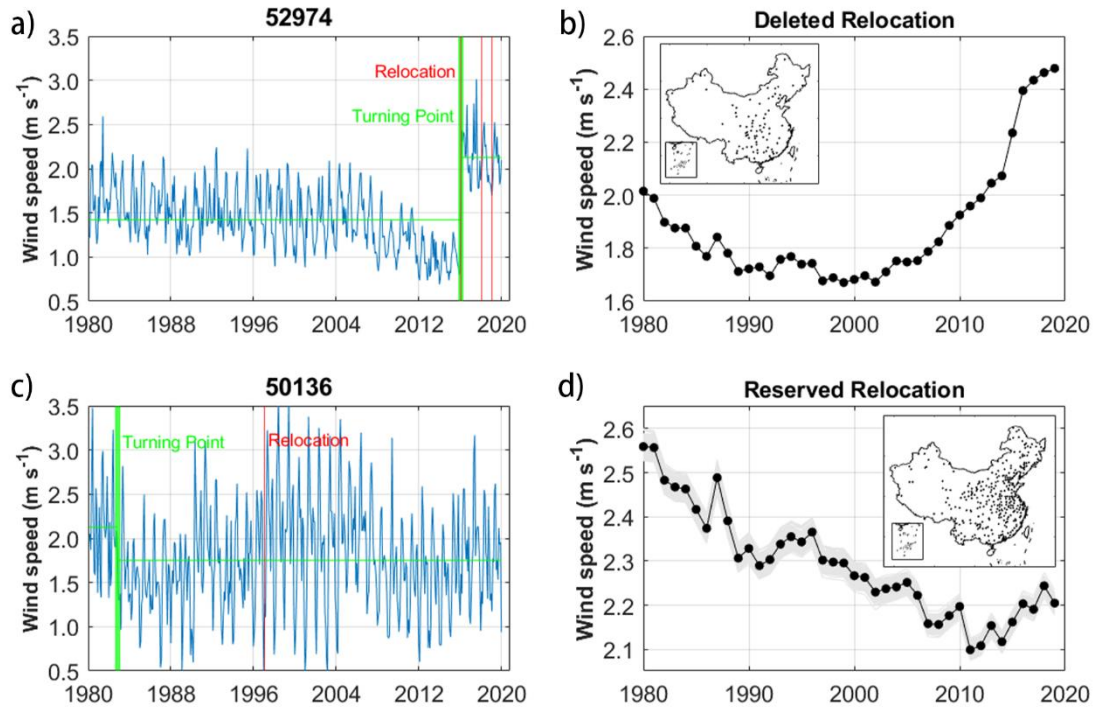 a)
52974
Wind speed (m s-1)
3.5
3.0
2.5
2.0
1.5
1.0
0.5
Relocation
Turning Point
1980 1988 1996 2004 2012 2020
b)
Deleted Relocation
Wind speed (m s-1)
2.6
2.4
2.2
2.0
1.8
1.6
1980 1990 2000 2010 2020
c)
50136
Wind speed (m s-1)
3.5
3.0
2.5
2.0
1.5
1.0
0.5
Turning Point
Relocation
1980 1988 1996 2004 2012 2020
d)
Reserved Relocation
Wind speed (m s-1)
2.6
2.5
2.4
2.3
2.2
2.1
1980 1990 2000 2010 2020